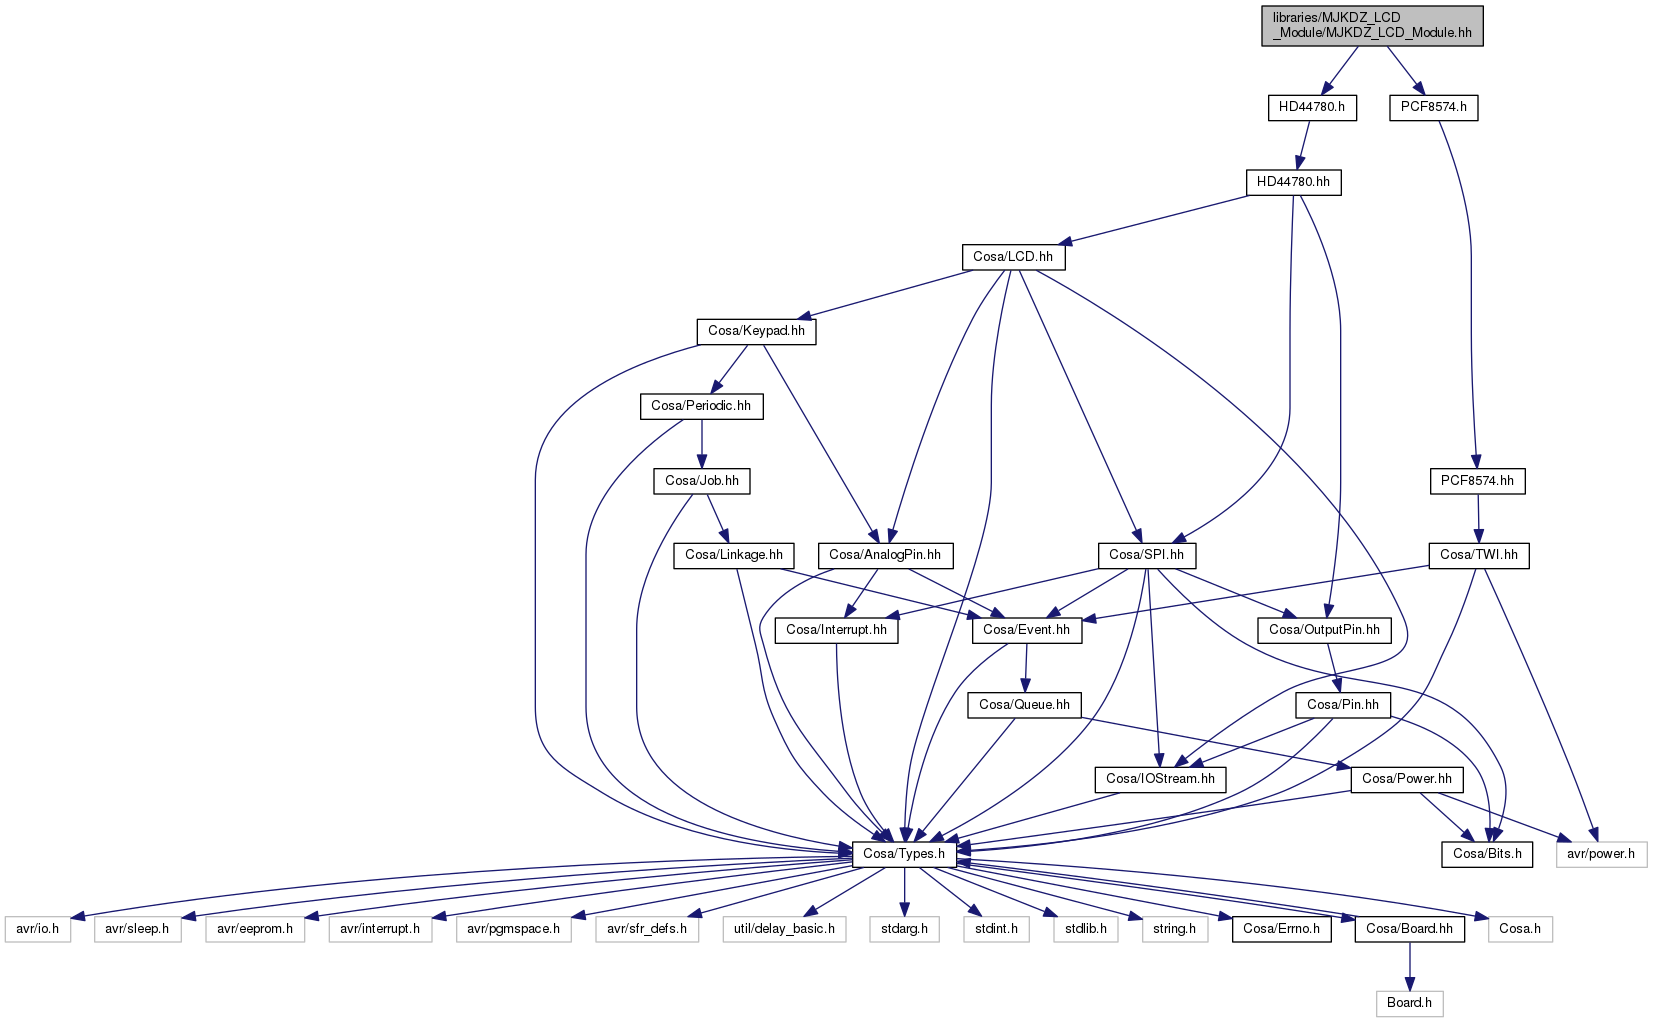 libraries/MJKDZ_LCD
_Module/MJKDZ_LCD_Module.hh
HD44780.h
PCF8574.h
HD44780.hh
Cosa/LCD.hh
Cosa/Keypad.hh
Cosa/Periodic.hh
Cosa/Job.hh
PCF8574.hh
Cosa/Linkage.hh
Cosa/AnalogPin.hh
Cosa/SPI.hh
Cosa/TWI.hh
Cosa/Interrupt.hh
Cosa/Event.hh
Cosa/OutputPin.hh
Cosa/Queue.hh
Cosa/Pin.hh
Cosa/IOStream.hh
Cosa/Power.hh
Cosa/Types.h
Cosa/Bits.h
avr/power.h
avr/io.h
avr/sleep.h
avr/eeprom.h
avr/interrupt.h
avr/pgmspace.h
avr/sfr_defs.h
util/delay_basic.h
stdarg.h
stdint.h
stdlib.h
string.h
Cosa/Errno.h
Cosa/Board.hh
Cosa.h
Board.h